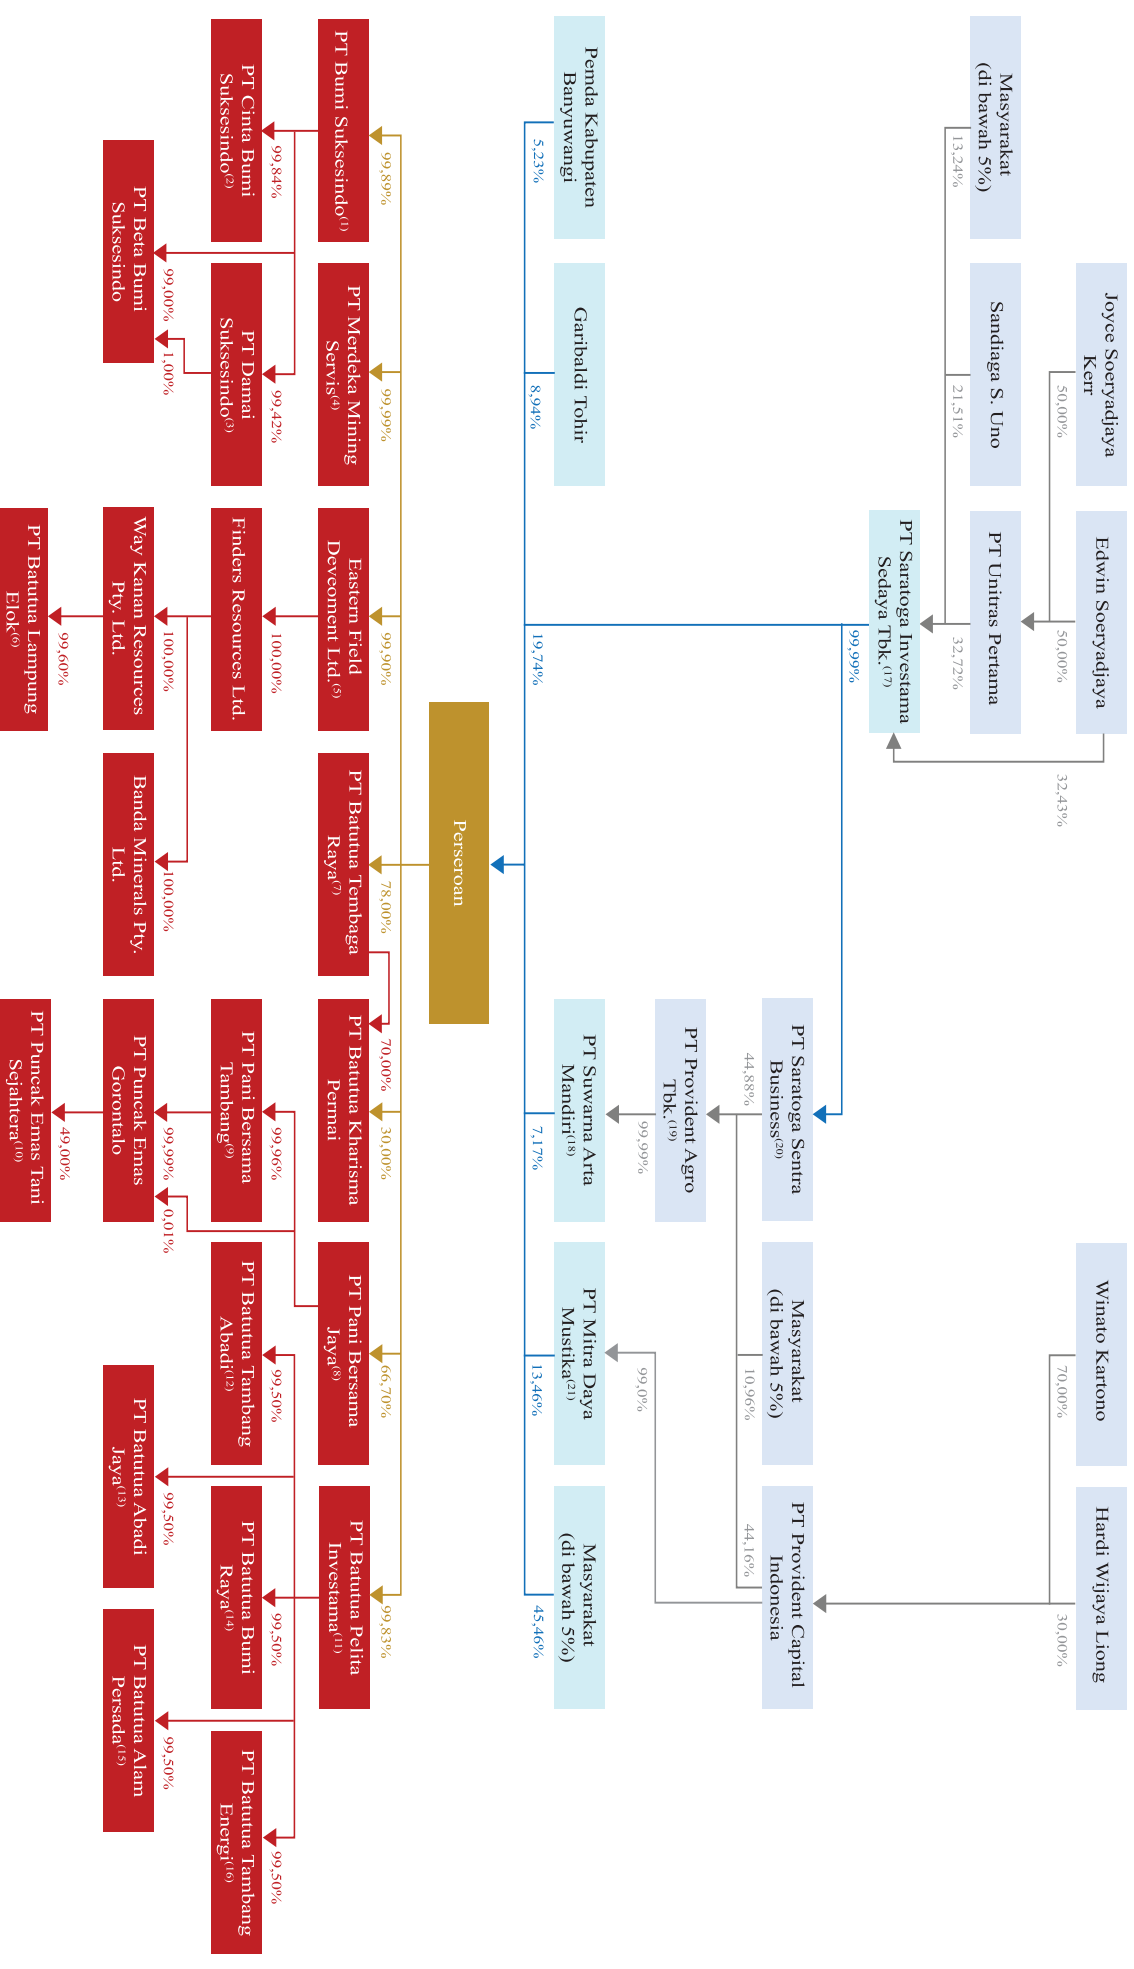 Joyce Soeryadjaya
Kerr
Edwin Soeryadjaya
Winato Kartono
Hardi Wijaya Liong
50,00%
50,00%
32,43%
70,00%
30,00%
Masyarakat
(di bawah 5%)
Sandiaga S. Uno
PT Unitras Pertama
13,24%
21,51%
32,72%
PT Saratoga Investama
Sedaya Tbk.(17)
99,99%
PT Saratoga Sentra
Business(20)
Masyarakat
(di bawah 5%)
PT Provident Capital
Indonesia
44,88%
10,96%
44,16%
PT Provident Agro
Tbk.(19)
99,99%
99,0%
Pemda Kabupaten
Banyuwangi
Garibaldi Tohir
PT Suwarna Arta
Mandiri(18)
PT Mitra Daya
Mustika(21)
Masyarakat
(di bawah 5%)
5,23%
8,94%
19,74%
7,17%
13,46%
45,46%
Perseroan
99,89%
99,99%
99,90%
78,00%
70,00%
30,00%
66,70%
99,83%
PT Bumi Suksesindo(1)
PT Merdeka Mining
Servis(4)
Eastern Field
Deveoment Ltd.(5)
PT Batutua Tembaga
Raya(7)
PT Batutua Kharisma
Permai
PT Pani Bersama
Jaya(8)
PT Batutua Pelita
Investama(11)
99,84%
99,42%
100,00%
99,96%
99,50%
99,50%
99,50%
PT Cinta Bumi
Suksesindo(2)
PT Damai
Suksesindo(3)
Finders Resources Ltd.
PT Pani Bersama
Tambang(9)
PT Batutua Tambang
Abadi(12)
PT Batutua Bumi
Raya(14)
PT Batutua Tambang
Energi(16)
99,00%
1,00%
100,00%
100,00%
99,99%
0,01%
99,50%
99,50%
PT Beta Bumi
Suksesindo
Way Kanan Resources
Pty. Ltd.
Banda Minerals Pty.
Ltd.
PT Puncak Emas
Gorontalo
PT Batutua Abadi
Jaya(13)
PT Batutua Alam
Persada(15)
99,60%
49,00%
PT Batutua Lampung
Elok(6)
PT Puncak Emas Tani
Sejahtera(10)